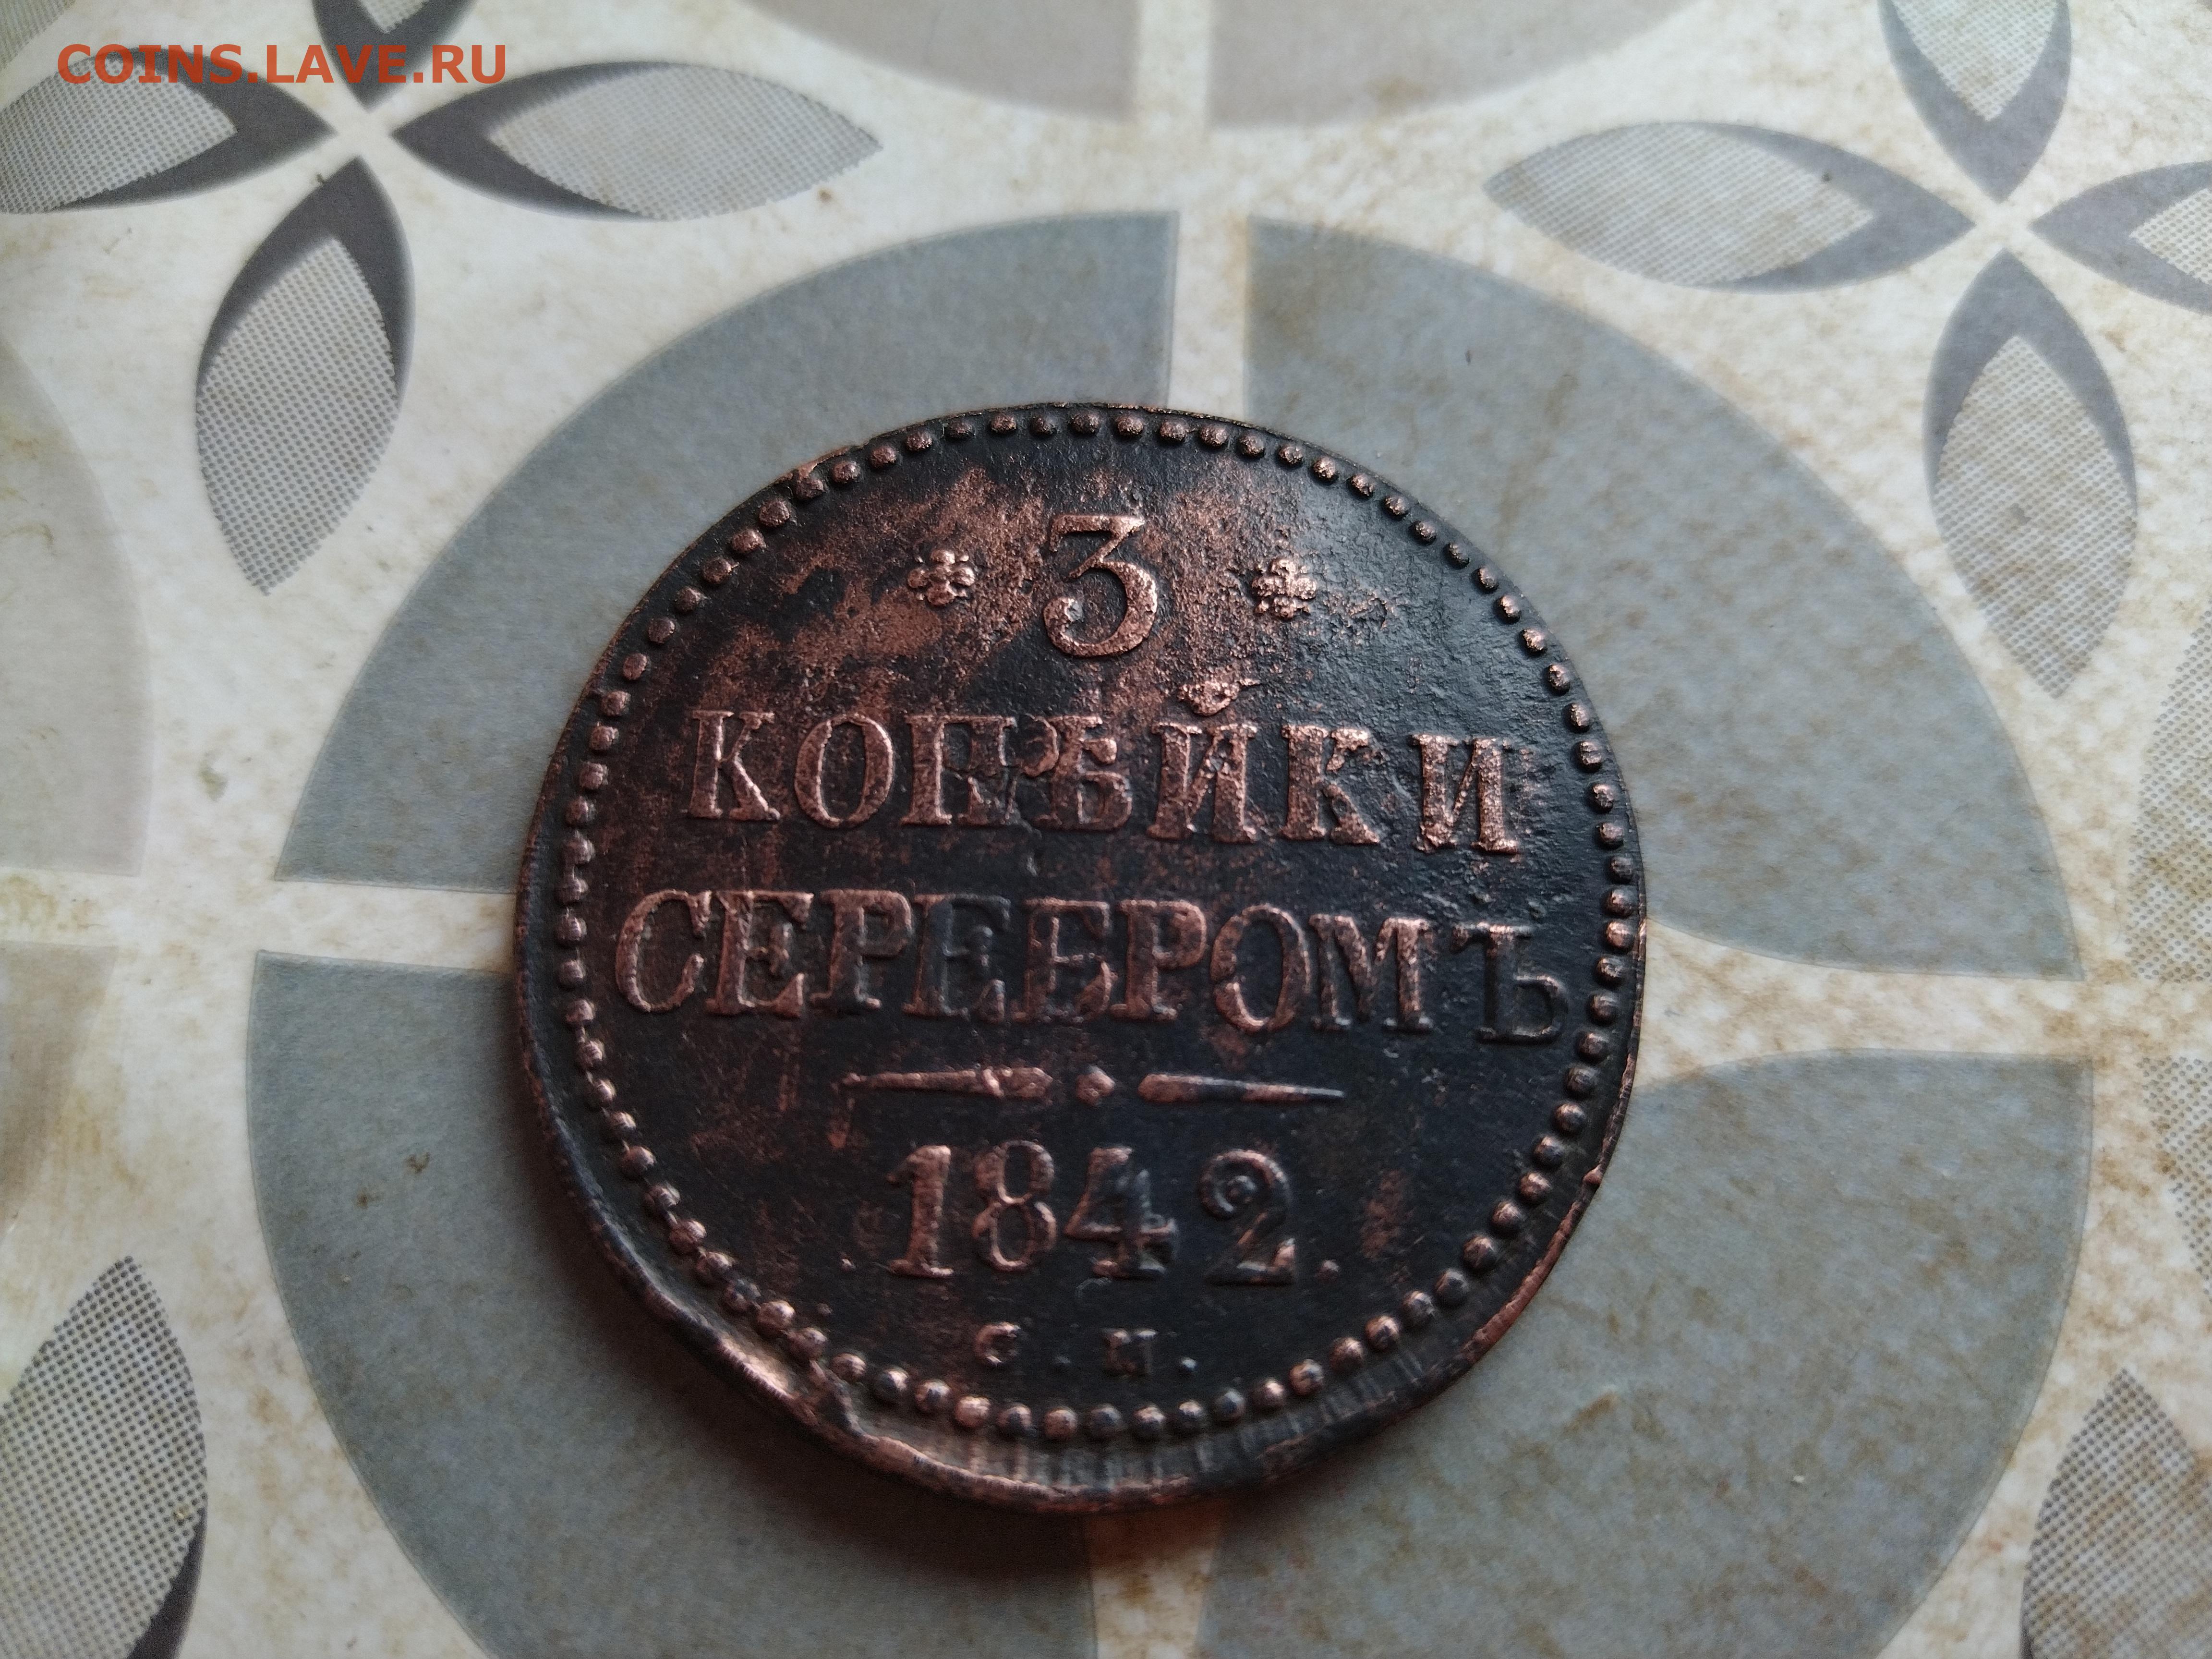 COINS.LAVE.RU
3
КОПѢЙКИ
СЕРЕБРОМЪ
1842.
С. П.